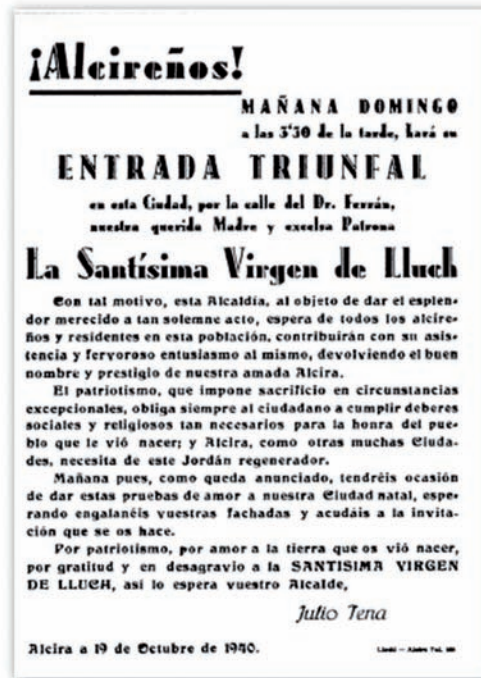 ¡Alcireños!
MAÑANA DOMINGO
a las 3'30 de la tarde, hará su
ENTRADA TRIUNFAL
en esta Ciudad, por la calle del Dr. Ferrán,
nuestra querida Madre y excelsa Patrona
La Santísima Virgen de Lluch
Con tal motivo, esta Alcaldía, al objeto de dar el esplen-
dor merecido a tan solemne acto, espera de todos los alcire-
ños y residentes en esta población, contribuirán con su asis-
tencia y fervoroso entusiasmo al mismo, devolviendo el buen
nombre y prestigio de nuestra amada Alcira.
El patriotismo, que impone sacrificio en circunstancias
excepcionales, obliga siempre al ciudadano a cumplir deberes
sociales y religiosos tan necesarios para la honra del pue-
blo que le vió nacer; y Alcira, como otras muchas Ciuda-
des, necesita de este Jordán regenerador.
Mañana pues, como queda anunciado, tendréis ocasión
de dar estas pruebas de amor a nuestra Ciudad natal, espe-
rando engalanéis vuestras fachadas y acudáis a la invita-
ción que se os hace.
Por patriotismo, por amor a la tierra que os vió nacer,
por gratitud y en desagravio a la SANTISIMA VIRGEN
DE LLUCH, así lo espera vuestro Alcalde,
Julio Tena
Alcira a 19 de Octubre de 1940.